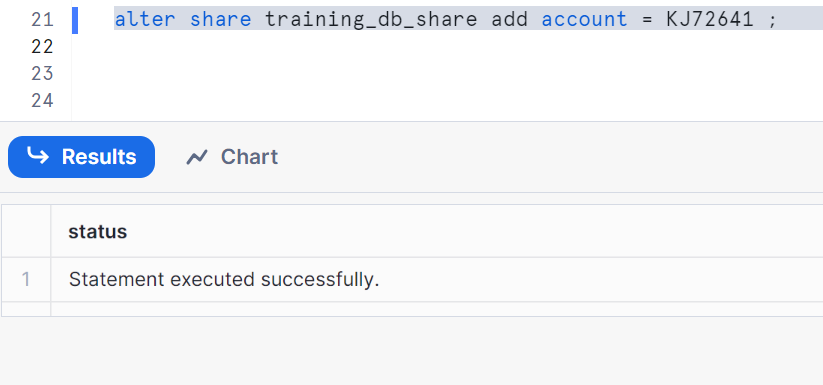 21 alter share training_db_share add account = KJ72641 ;
22
23
24
Results Chart
status
1 Statement executed successfully.